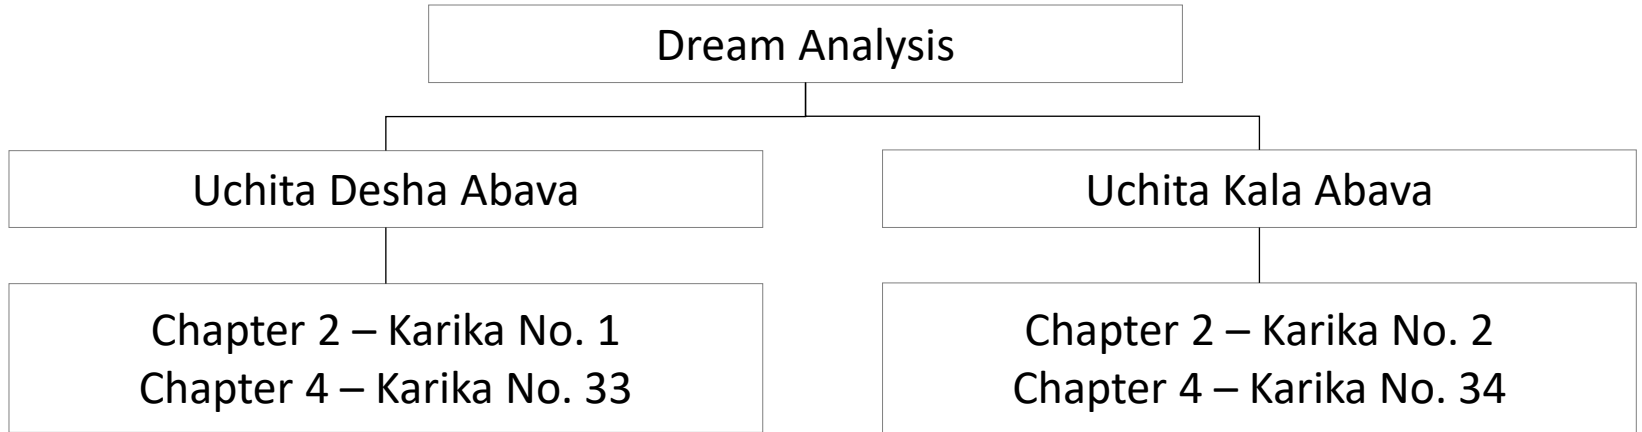 Dream Analysis
Uchita Desha Abava
Uchita Kala Abava
Chapter 2 – Karika No. 1
Chapter 4 – Karika No. 33
Chapter 2 – Karika No. 2
Chapter 4 – Karika No. 34